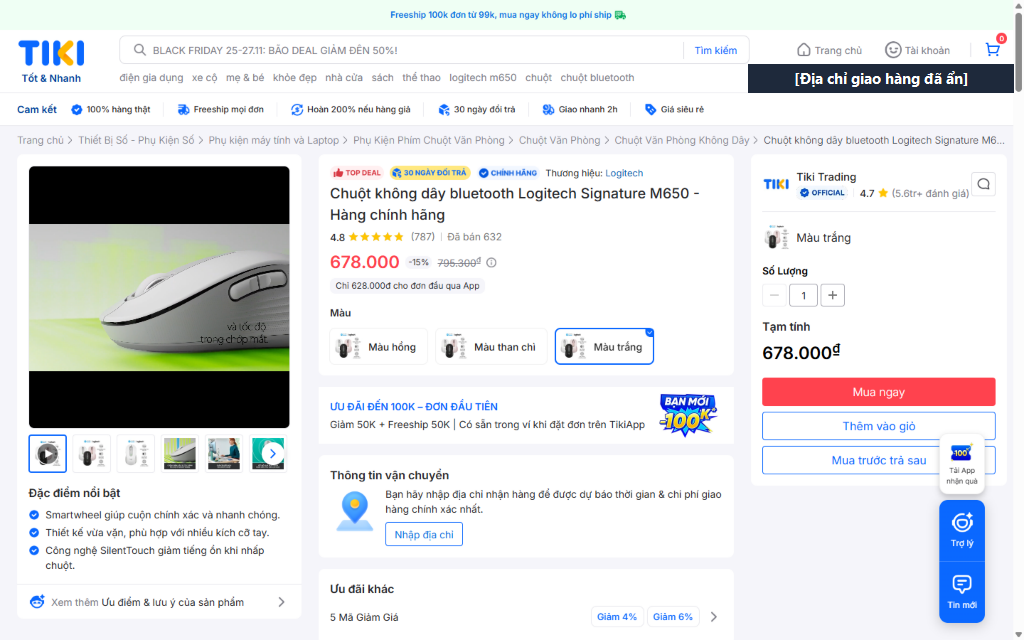 Freeship 100k đơn từ 99k, mua ngay không lo phí ship
TIKI
Tốt & Nhanh
BLACK FRIDAY 25-27.11: BÃO DEAL GIẢM ĐẾN 50%!
Tìm kiếm
Trang chủ
Tài khoản
0
điện gia dụng xe cộ mẹ & bé khỏe đẹp nhà cửa sách thể thao logitech m650 chuột chuột bluetooth
[Địa chỉ giao hàng đã ẩn]
Cam kết
100% hàng thật
Freeship mọi đơn
Hoàn 200% nếu hàng giả
30 ngày đổi trả
Giao nhanh 2h
Giá siêu rẻ
Trang chủ > Thiết Bị Số - Phụ Kiện Số > Phụ kiện máy tính và Laptop > Phụ Kiện Phím Chuột Văn Phòng > Chuột Văn Phòng > Chuột Văn Phòng Không Dây > Chuột không dây bluetooth Logitech Signature M6...
và tốc độ
trong chớp mắt.
Đặc điểm nổi bật
Smartwheel giúp cuộn chính xác và nhanh chóng.
Thiết kế vừa vặn, phù hợp với nhiều kích cỡ tay.
Công nghệ SilentTouch giảm tiếng ồn khi nhấp
chuột.
Xem thêm Ưu điểm & lưu ý của sản phẩm
TOP DEAL
30 NGÀY ĐỔI TRẢ
CHÍNH HÃNG
Thương hiệu: Logitech
Chuột không dây bluetooth Logitech Signature M650 -
Hàng chính hãng
4.8
(787)
Đã bán 632
678.000 -15% 795.300₫
Chỉ 628.000đ cho đơn đầu qua App
Màu
Màu hồng
Màu than chì
Màu trắng
ƯU ĐÃI ĐẾN 100K – ĐƠN ĐẦU TIÊN
Giảm 50K + Freeship 50K | Có sẵn trong ví khi đặt đơn trên TikiApp
BẠN MỚI
-100K
Thông tin vận chuyển
Bạn hãy nhập địa chỉ nhận hàng để được dự báo thời gian & chi phí giao
hàng chính xác nhất.
Nhập địa chỉ
Ưu đãi khác
5 Mã Giảm Giá
Giảm 4%
Giảm 6%
TIKI
Tiki Trading
OFFICIAL
4.7
(5.6tr+ đánh giá)
Màu trắng
Số Lượng
1
Tạm tính
678.000₫
Mua ngay
Thêm vào giỏ
Mua trước trả sau
-100K
Tải App
nhận quà
Trợ lý
Tin mới